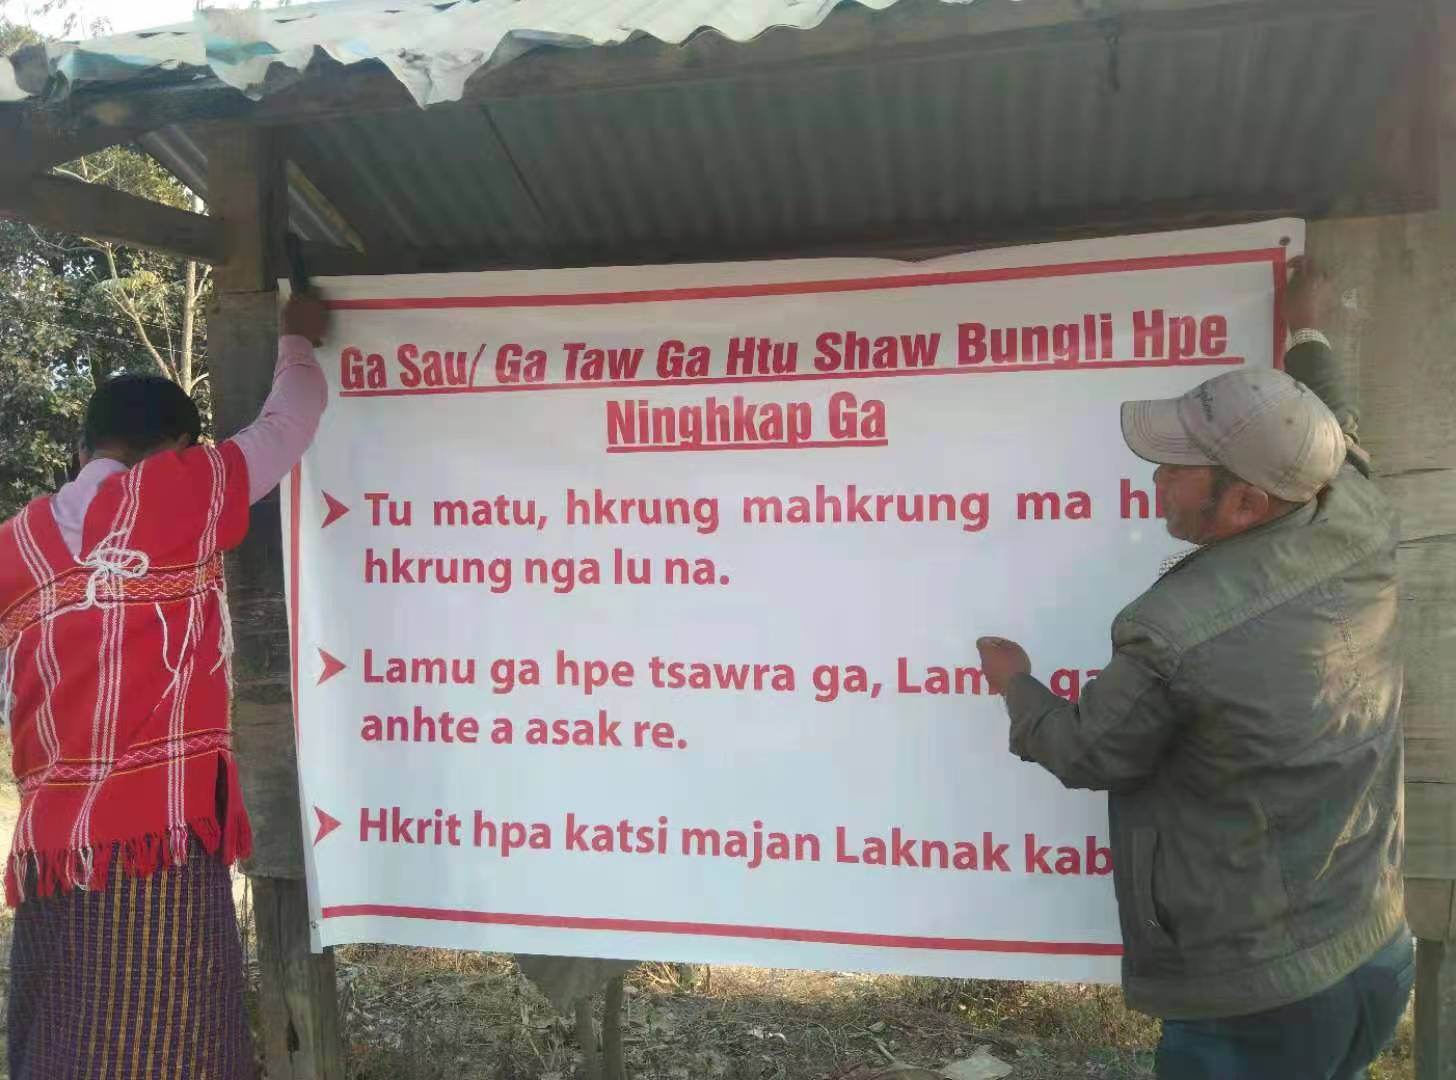 Ga Sau/ Ga Taw Ga Htu Shaw Bungli Hpe
Ninghkap Ga
➤ Tu matu, hkrung mahkrung ma
hkrung nga lu na.
➤ Lamu ga hpe tsawra ga,
anhte a asak re.
➤ Hkrit hpa katsi majan Laknak